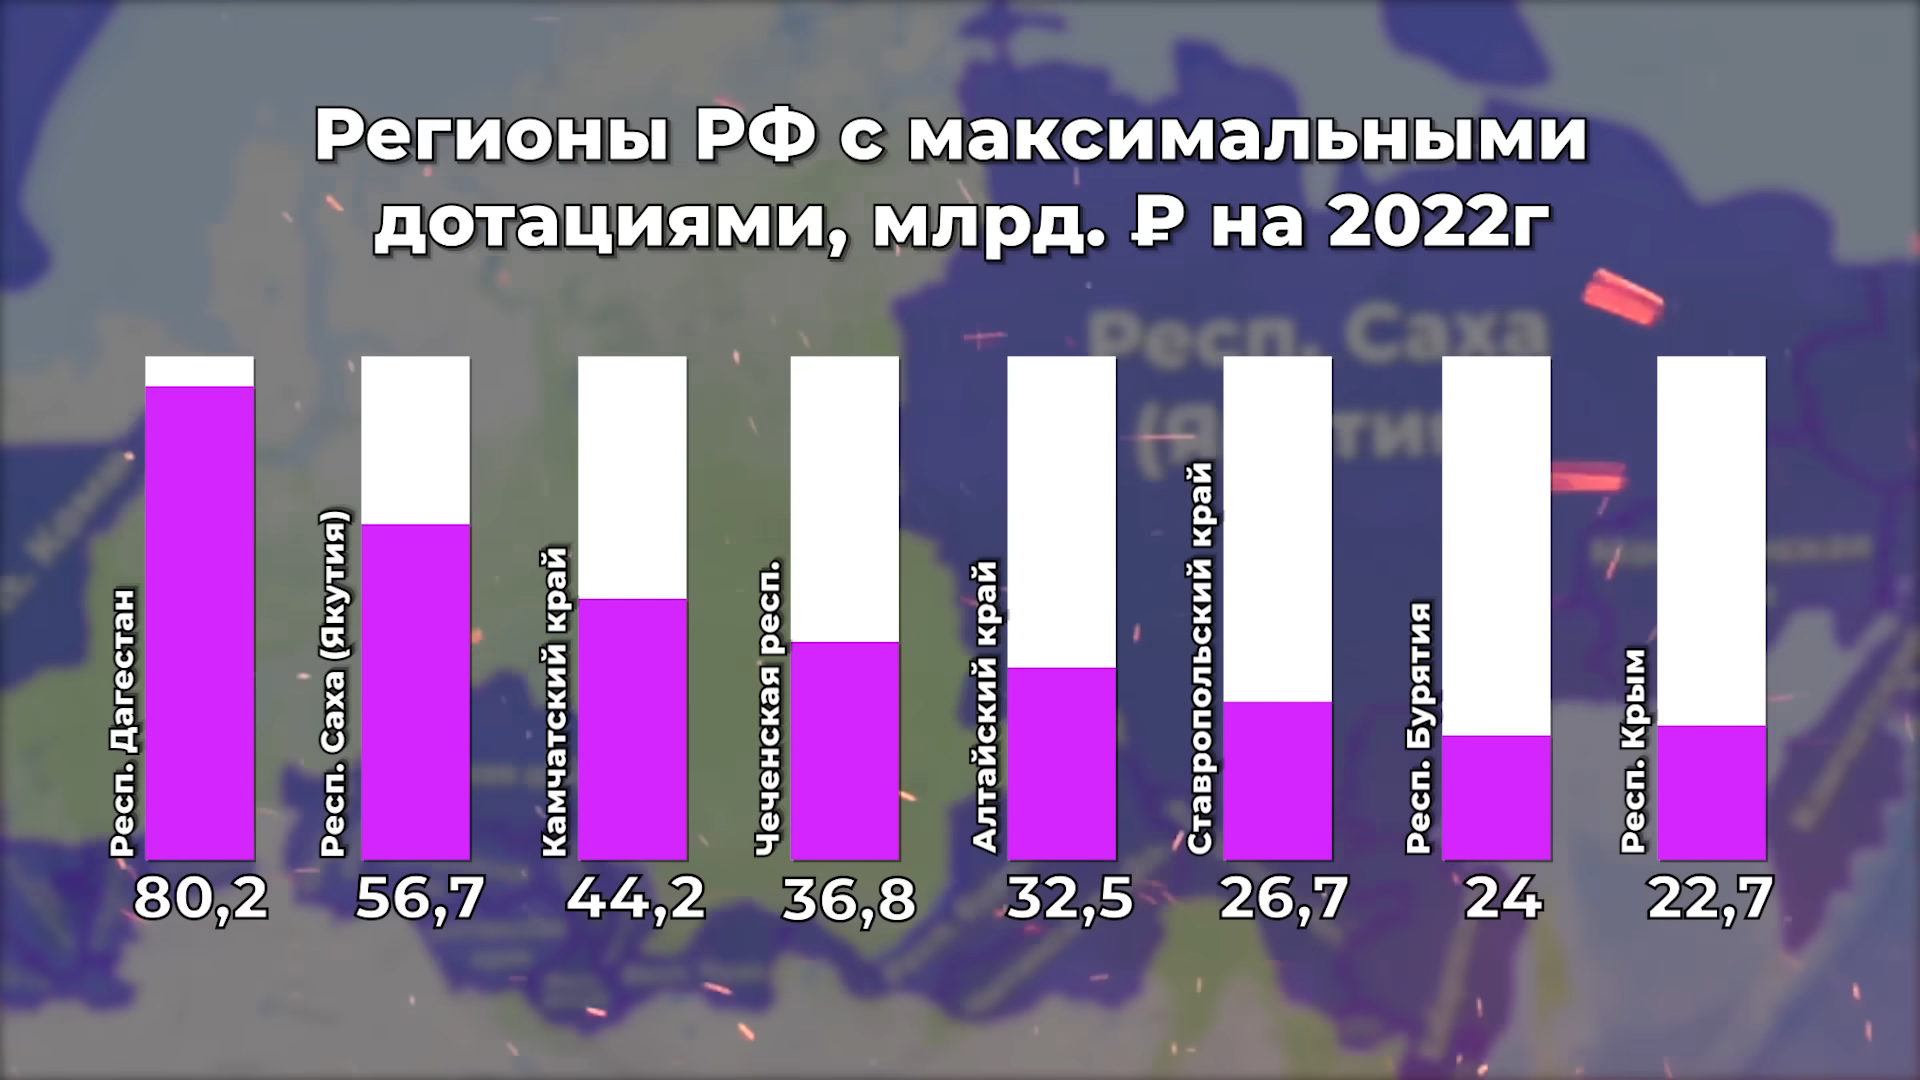 Регионы РФ с максимальными
дотациями, млрд. ₽ на 2022г
Респ. Саха
Респ. Дагестан
Респ. Саха (Якутия)
Камчатский край
Чеченская респ.
Алтайский край
Ставропольский край
Респ. Бурятия
Респ. Крым
80,2
56,7
44,2
36,8
32,5
26,7
24
22,7